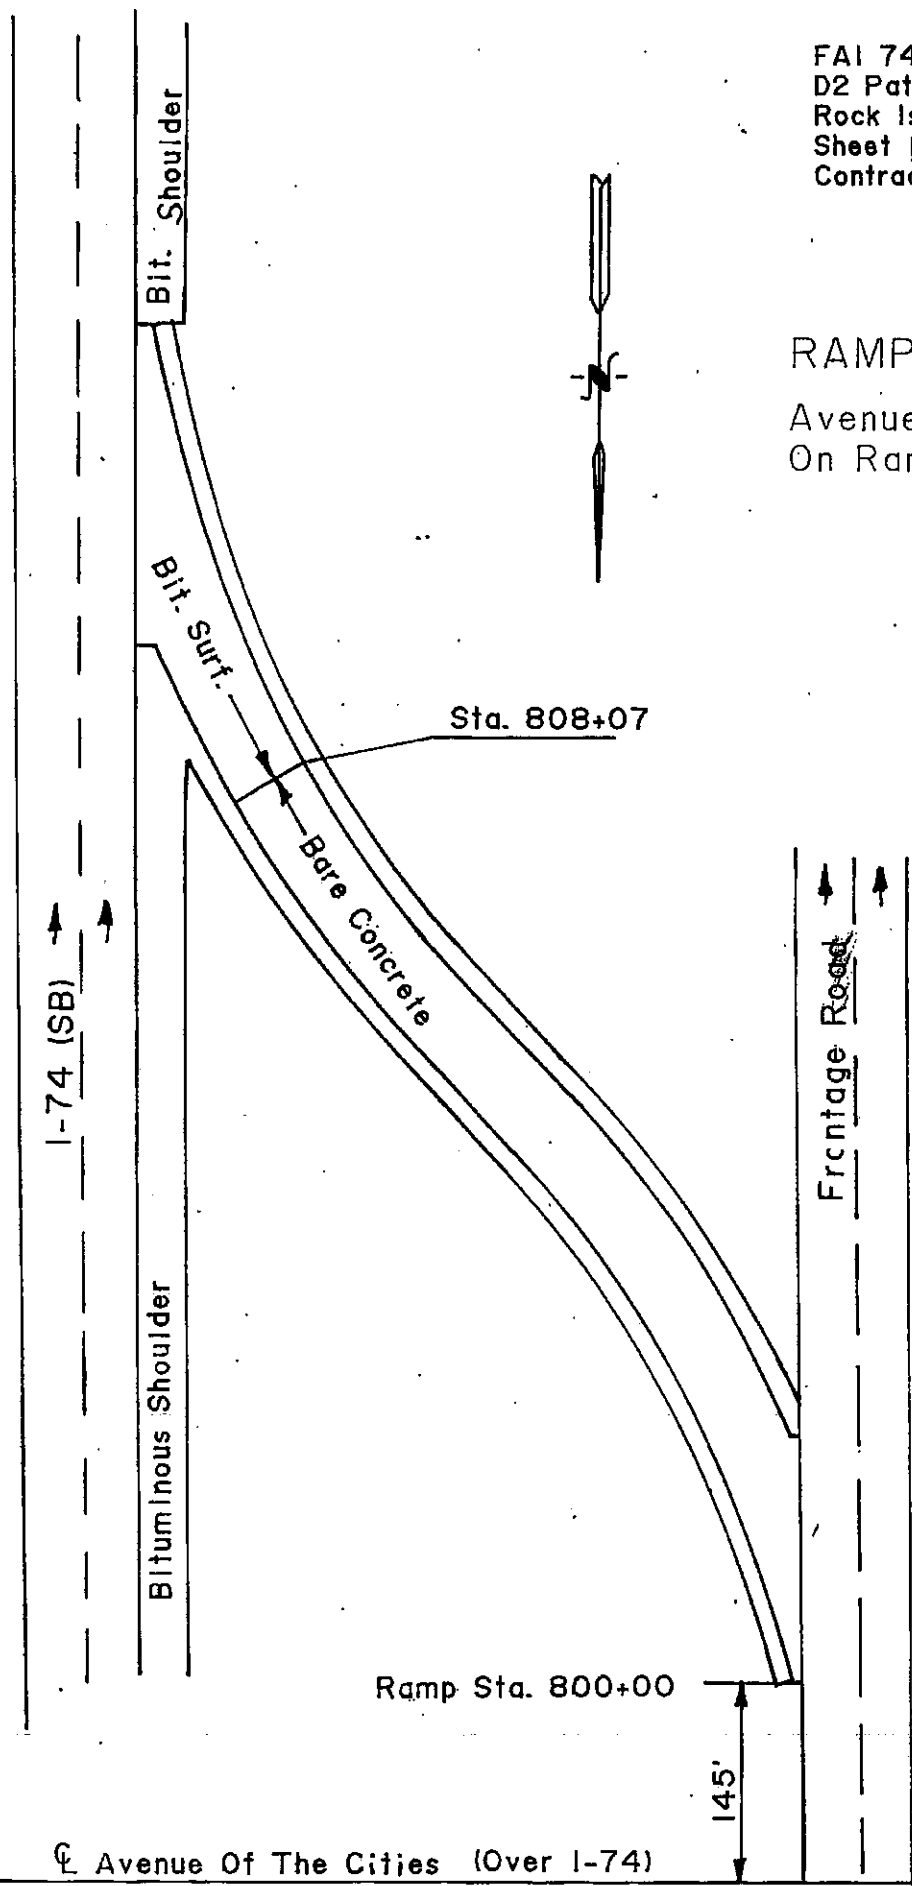 FAI 74
D2 Pat
Rock Is
Sheet
Contrac
RAMP
Avenue
On Ran
Bit. Shoulder
N
Bit. Surf.
Sta. 808+07
Bare Concrete
I-74 (SB)
Frontage Road
Bituminous Shoulder
Ramp Sta. 800+00
145'
℄ Avenue Of The Cities (Over I-74)